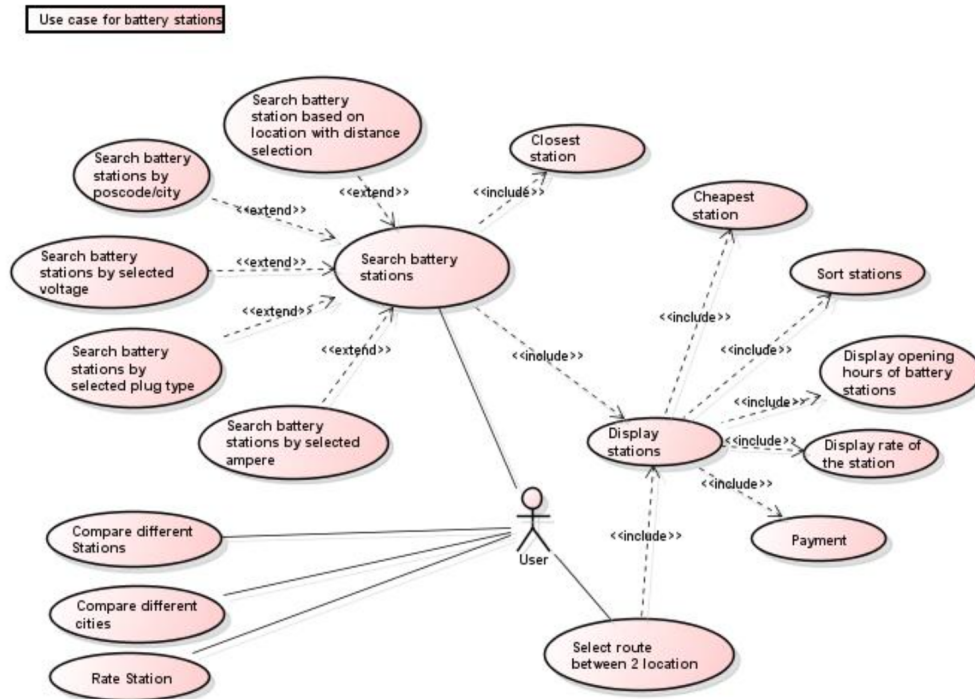 Use case for battery stations
Search battery
station based on
location with distance
selection
Closest
station
Search battery
stations by
poscode/city
<<extend>>
<<include>>
Cheapest
station
<<extend>>
Search battery
stations by selected
voltage
<<extend>>
Search battery
stations
Sort stations
<<extend>>
<<include>>
Search battery
stations by
selected plug type
<<extend>>
<<include>>
<<include>>
Display opening
hours of battery
stations
<<include>>
Search battery
stations by selected
ampere
Display
stations
<<include>>
Display rate of
the station
<<include>>
Compare different
Stations
User
<<include>>
Payment
Compare different
cities
Select route
between 2 location
Rate Station